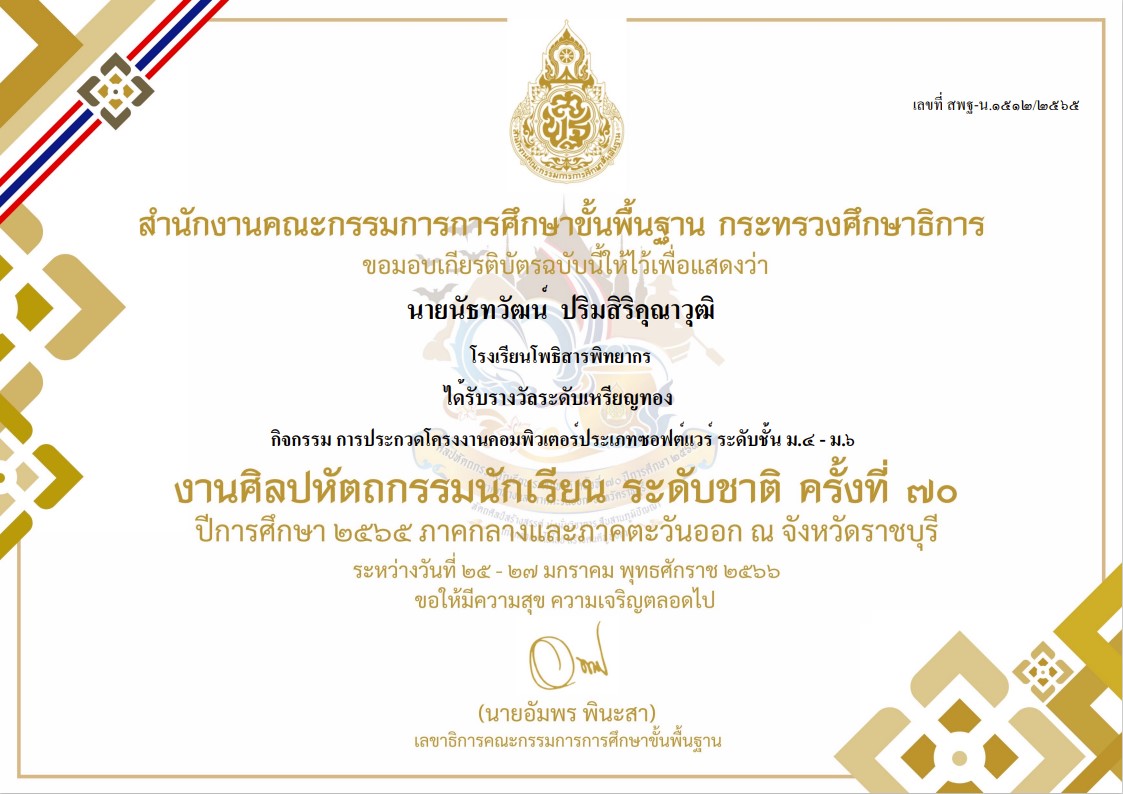 เลขที่ สพฐ-น.๑๕๑๒/๒๕๖๕
สำนักงานคณะกรรมการการศึกษาขั้นพื้นฐาน กระทรวงศึกษาธิการ
ขอมอบเกียรติบัตรฉบับนี้ให้ไว้เพื่อแสดงว่า
นายนัธทวัฒน์ ปริมสิริคุณาวุฒิ
โรงเรียนโพธิสารพิทยากร
ได้รับรางวัลระดับเหรียญทอง
กิจกรรม การประกวดโครงงานคอมพิวเตอร์ประเภทซอฟต์แวร์ ระดับชั้น ม.๔ - ม.๖
งานศิลปหัตถกรรมนักเรียน ระดับชาติ ครั้งที่ ๗๐
ปีการศึกษา ๒๕๖๕ ภาคกลางและภาคตะวันออก ณ จังหวัดราชบุรี
ระหว่างวันที่ ๒๕ - ๒๗ มกราคม พุทธศักราช ๒๕๖๖
ขอให้มีความสุข ความเจริญตลอดไป
(นายอัมพร พินะสา)
เลขาธิการคณะกรรมการการศึกษาขั้นพื้นฐาน